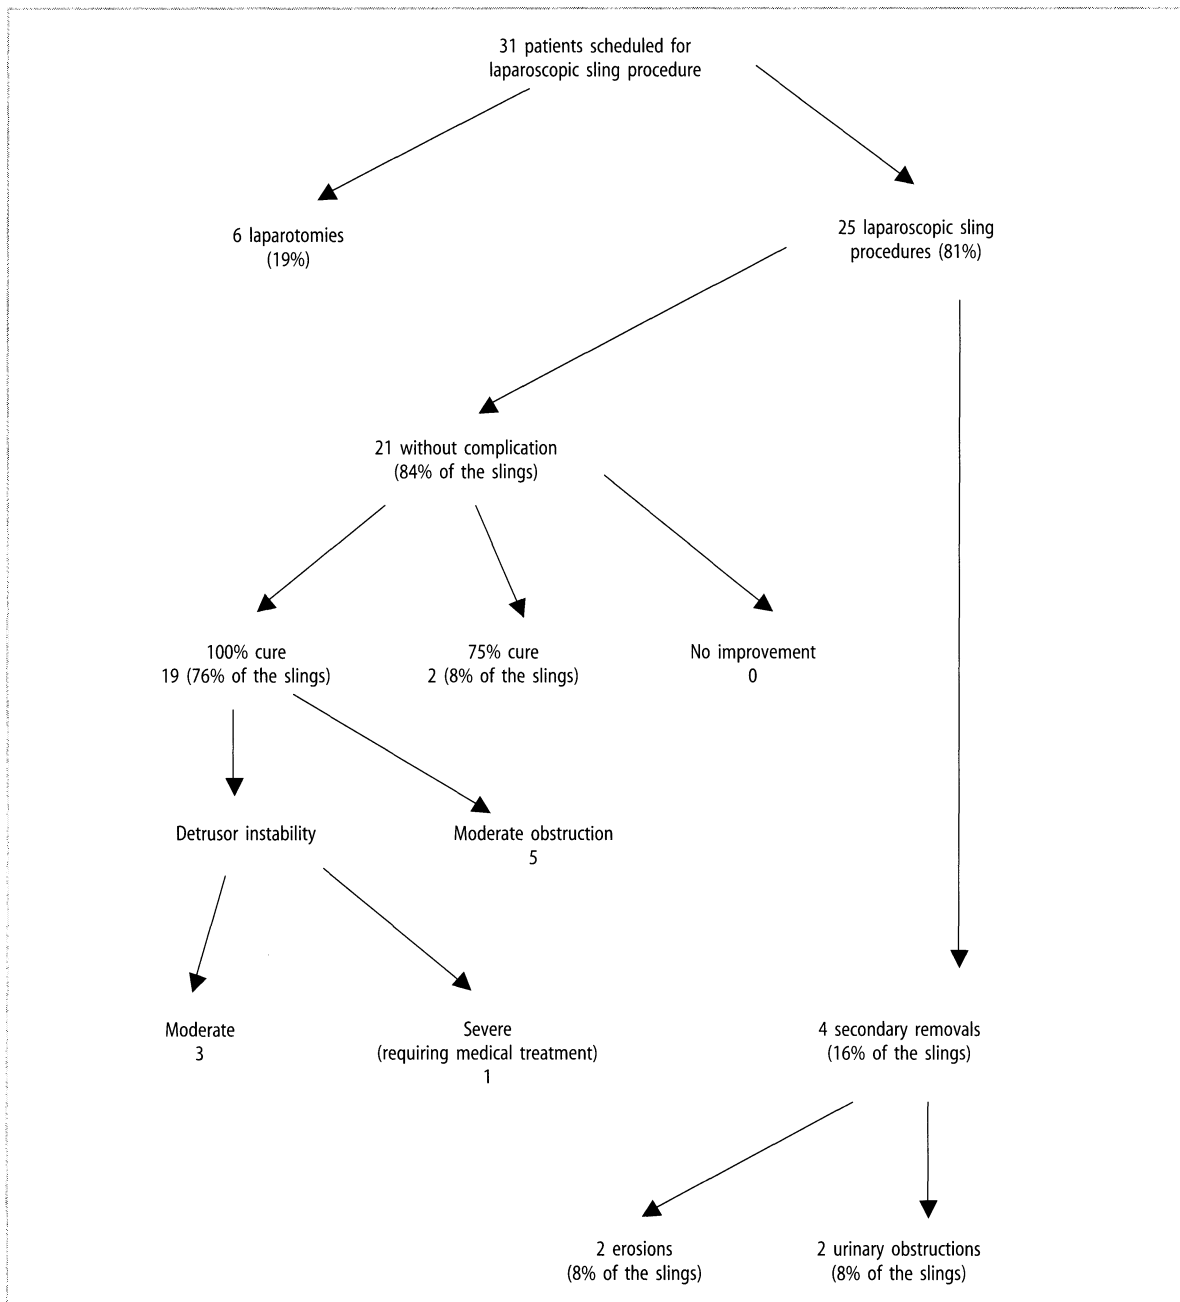 31 patients scheduled for
laparoscopic sling procedure
6 laparotomies
(19%)
25 laparoscopic sling
procedures (81%)
21 without complication
(84% of the slings)
100% cure
19 (76% of the slings)
75% cure
2 (8% of the slings)
No improvement
0
Detrusor instability
Moderate obstruction
5
Moderate
3
Severe
(requiring medical treatment)
1
4 secondary removals
(16% of the slings)
2 erosions
(8% of the slings)
2 urinary obstructions
(8% of the slings)